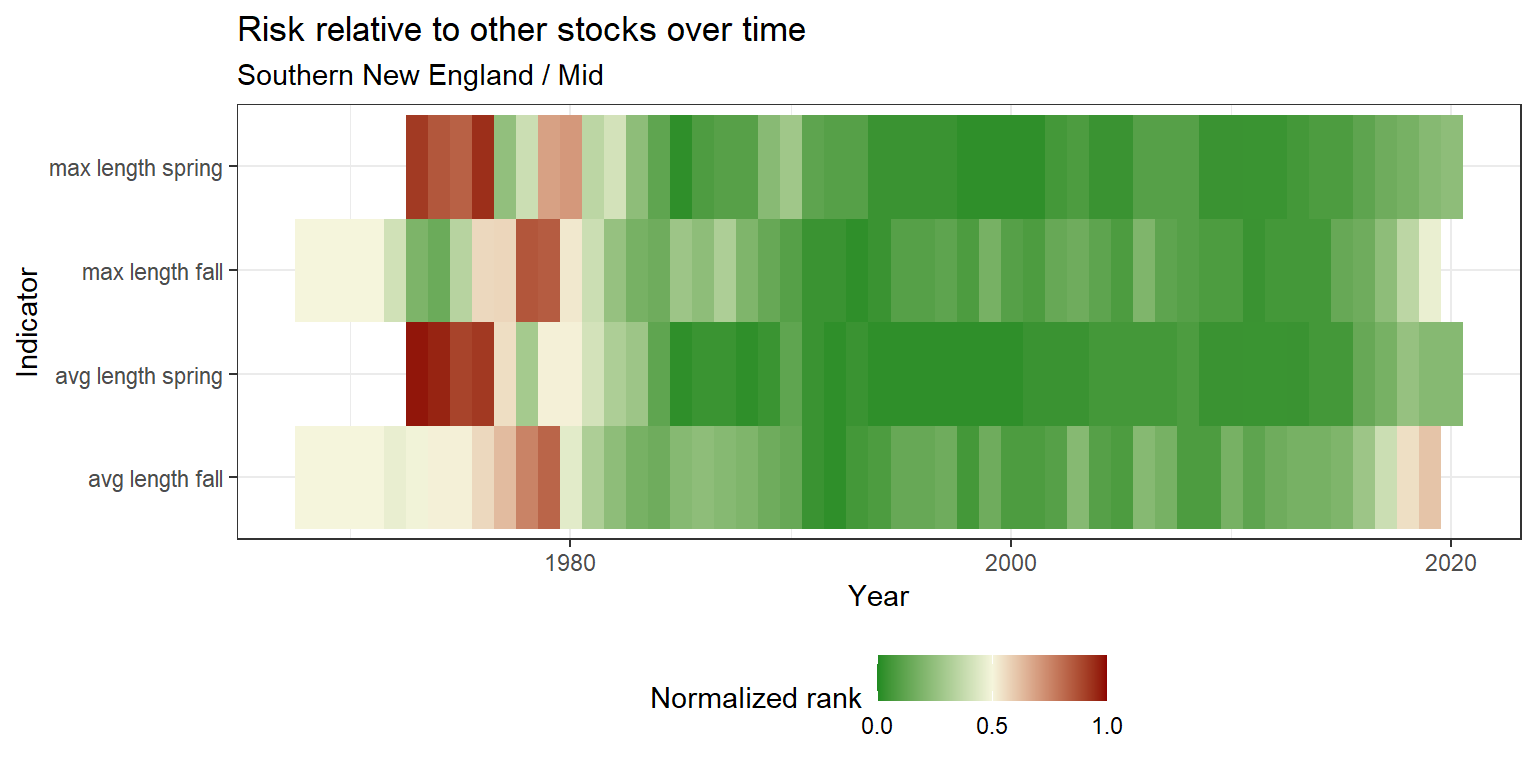 Risk relative to other stocks over time
Southern New England / Mid
Indicator
max length spring
max length fall
avg length spring
avg length fall
1980 2000 2020
Year
Normalized rank
0.0 0.5 1.0